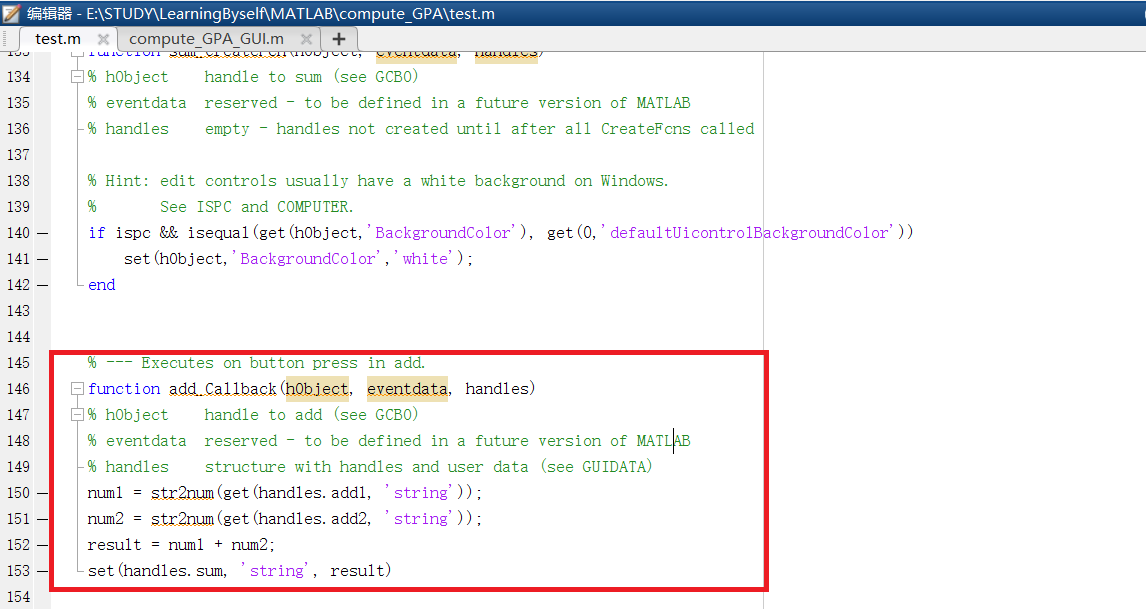 编辑器 - E:\STUDY\LearningByself\MATLAB\compute_GPA\test.m
test.m × compute_GPA_GUI.m × +
133 function sum_CreateFcn(hObject, eventdata, handles)
134 % hObject    handle to sum (see GCBO)
135 % eventdata  reserved - to be defined in a future version of MATLAB
136 % handles    empty - handles not created until after all CreateFcns called
137
138 % Hint: edit controls usually have a white background on Windows.
139 %       See ISPC and COMPUTER.
140 — if ispc && isequal(get(hObject,'BackgroundColor'), get(0,'defaultUicontrolBackgroundColor'))
141 —     set(hObject,'BackgroundColor','white');
142 — end
143
144
145 % --- Executes on button press in add.
146 function add_Callback(hObject, eventdata, handles)
147 % hObject    handle to add (see GCBO)
148 % eventdata  reserved - to be defined in a future version of MATLAB
149 % handles    structure with handles and user data (see GUIDATA)
150 — num1 = str2num(get(handles.add1, 'string'));
151 — num2 = str2num(get(handles.add2, 'string'));
152 — result = num1 + num2;
153 — set(handles.sum, 'string', result)
154